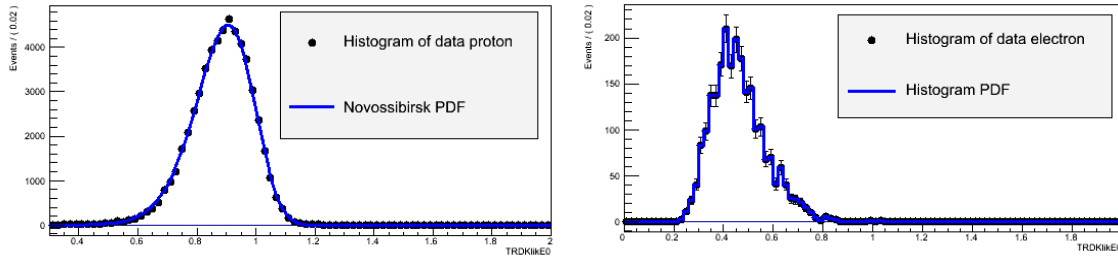 Events / ( 0.02 )
4000
3000
2000
1000
0
Histogram of data proton
Novossibirsk PDF
0.4 0.6 0.8 1 1.2 1.4 1.6 1.8 2
TRDKlikE0
Events / ( 0.02 )
200
150
100
50
0
Histogram of data electron
Histogram PDF
0 0.2 0.4 0.6 0.8 1 1.2 1.4 1.6 1.8
TRDKlikE0